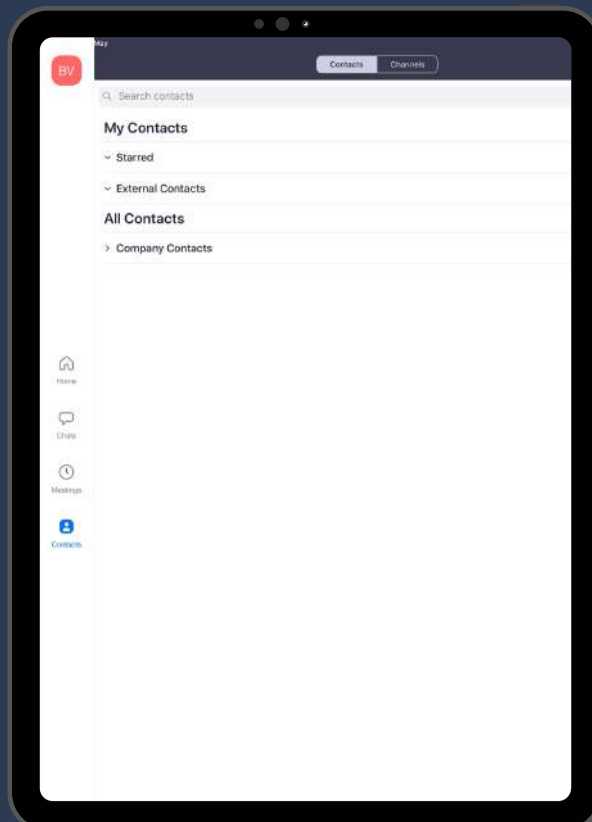 May
BV
Contacts Channels
Search contacts
My Contacts
Starred
External Contacts
All Contacts
Company Contacts
Home
Chats
Meetings
Contacts